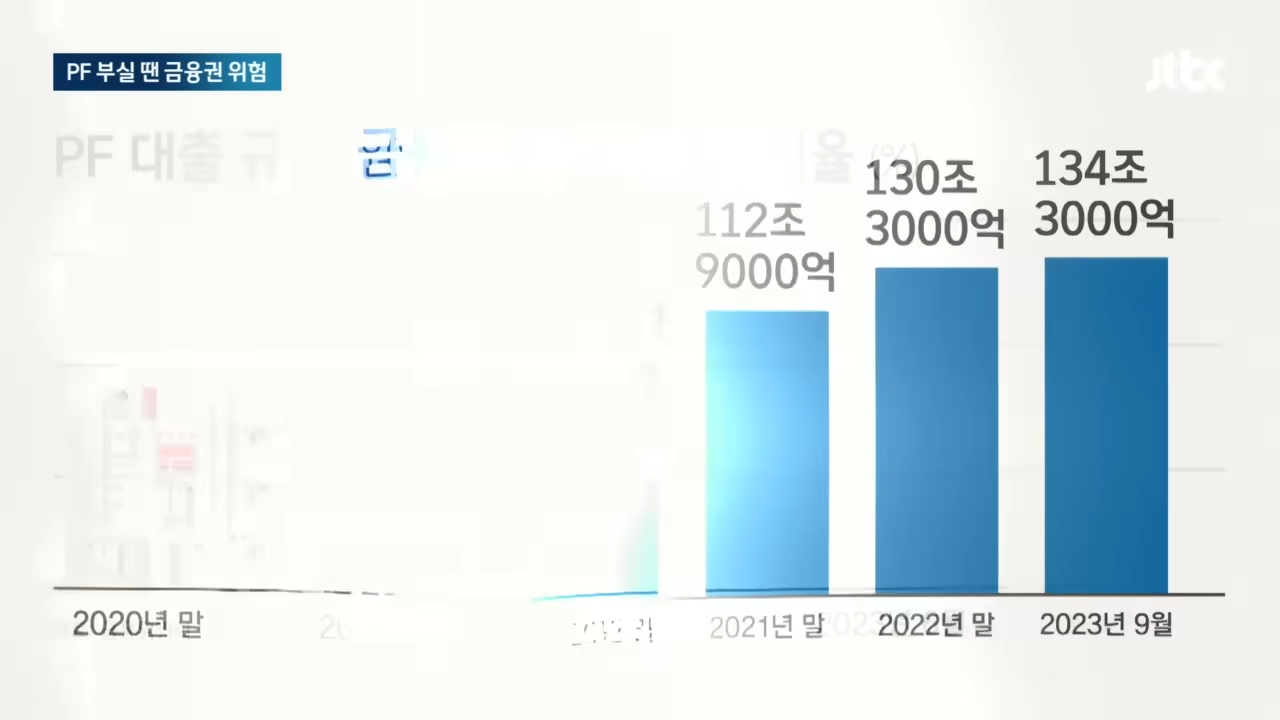 PF 부실 땐 금융권 위험
jtbc
PF 대출 규
금
율 (%)
112조
9000억
130조
3000억
134조
3000억
2020년 말
2021년 말
2022년 말
2023년 9월